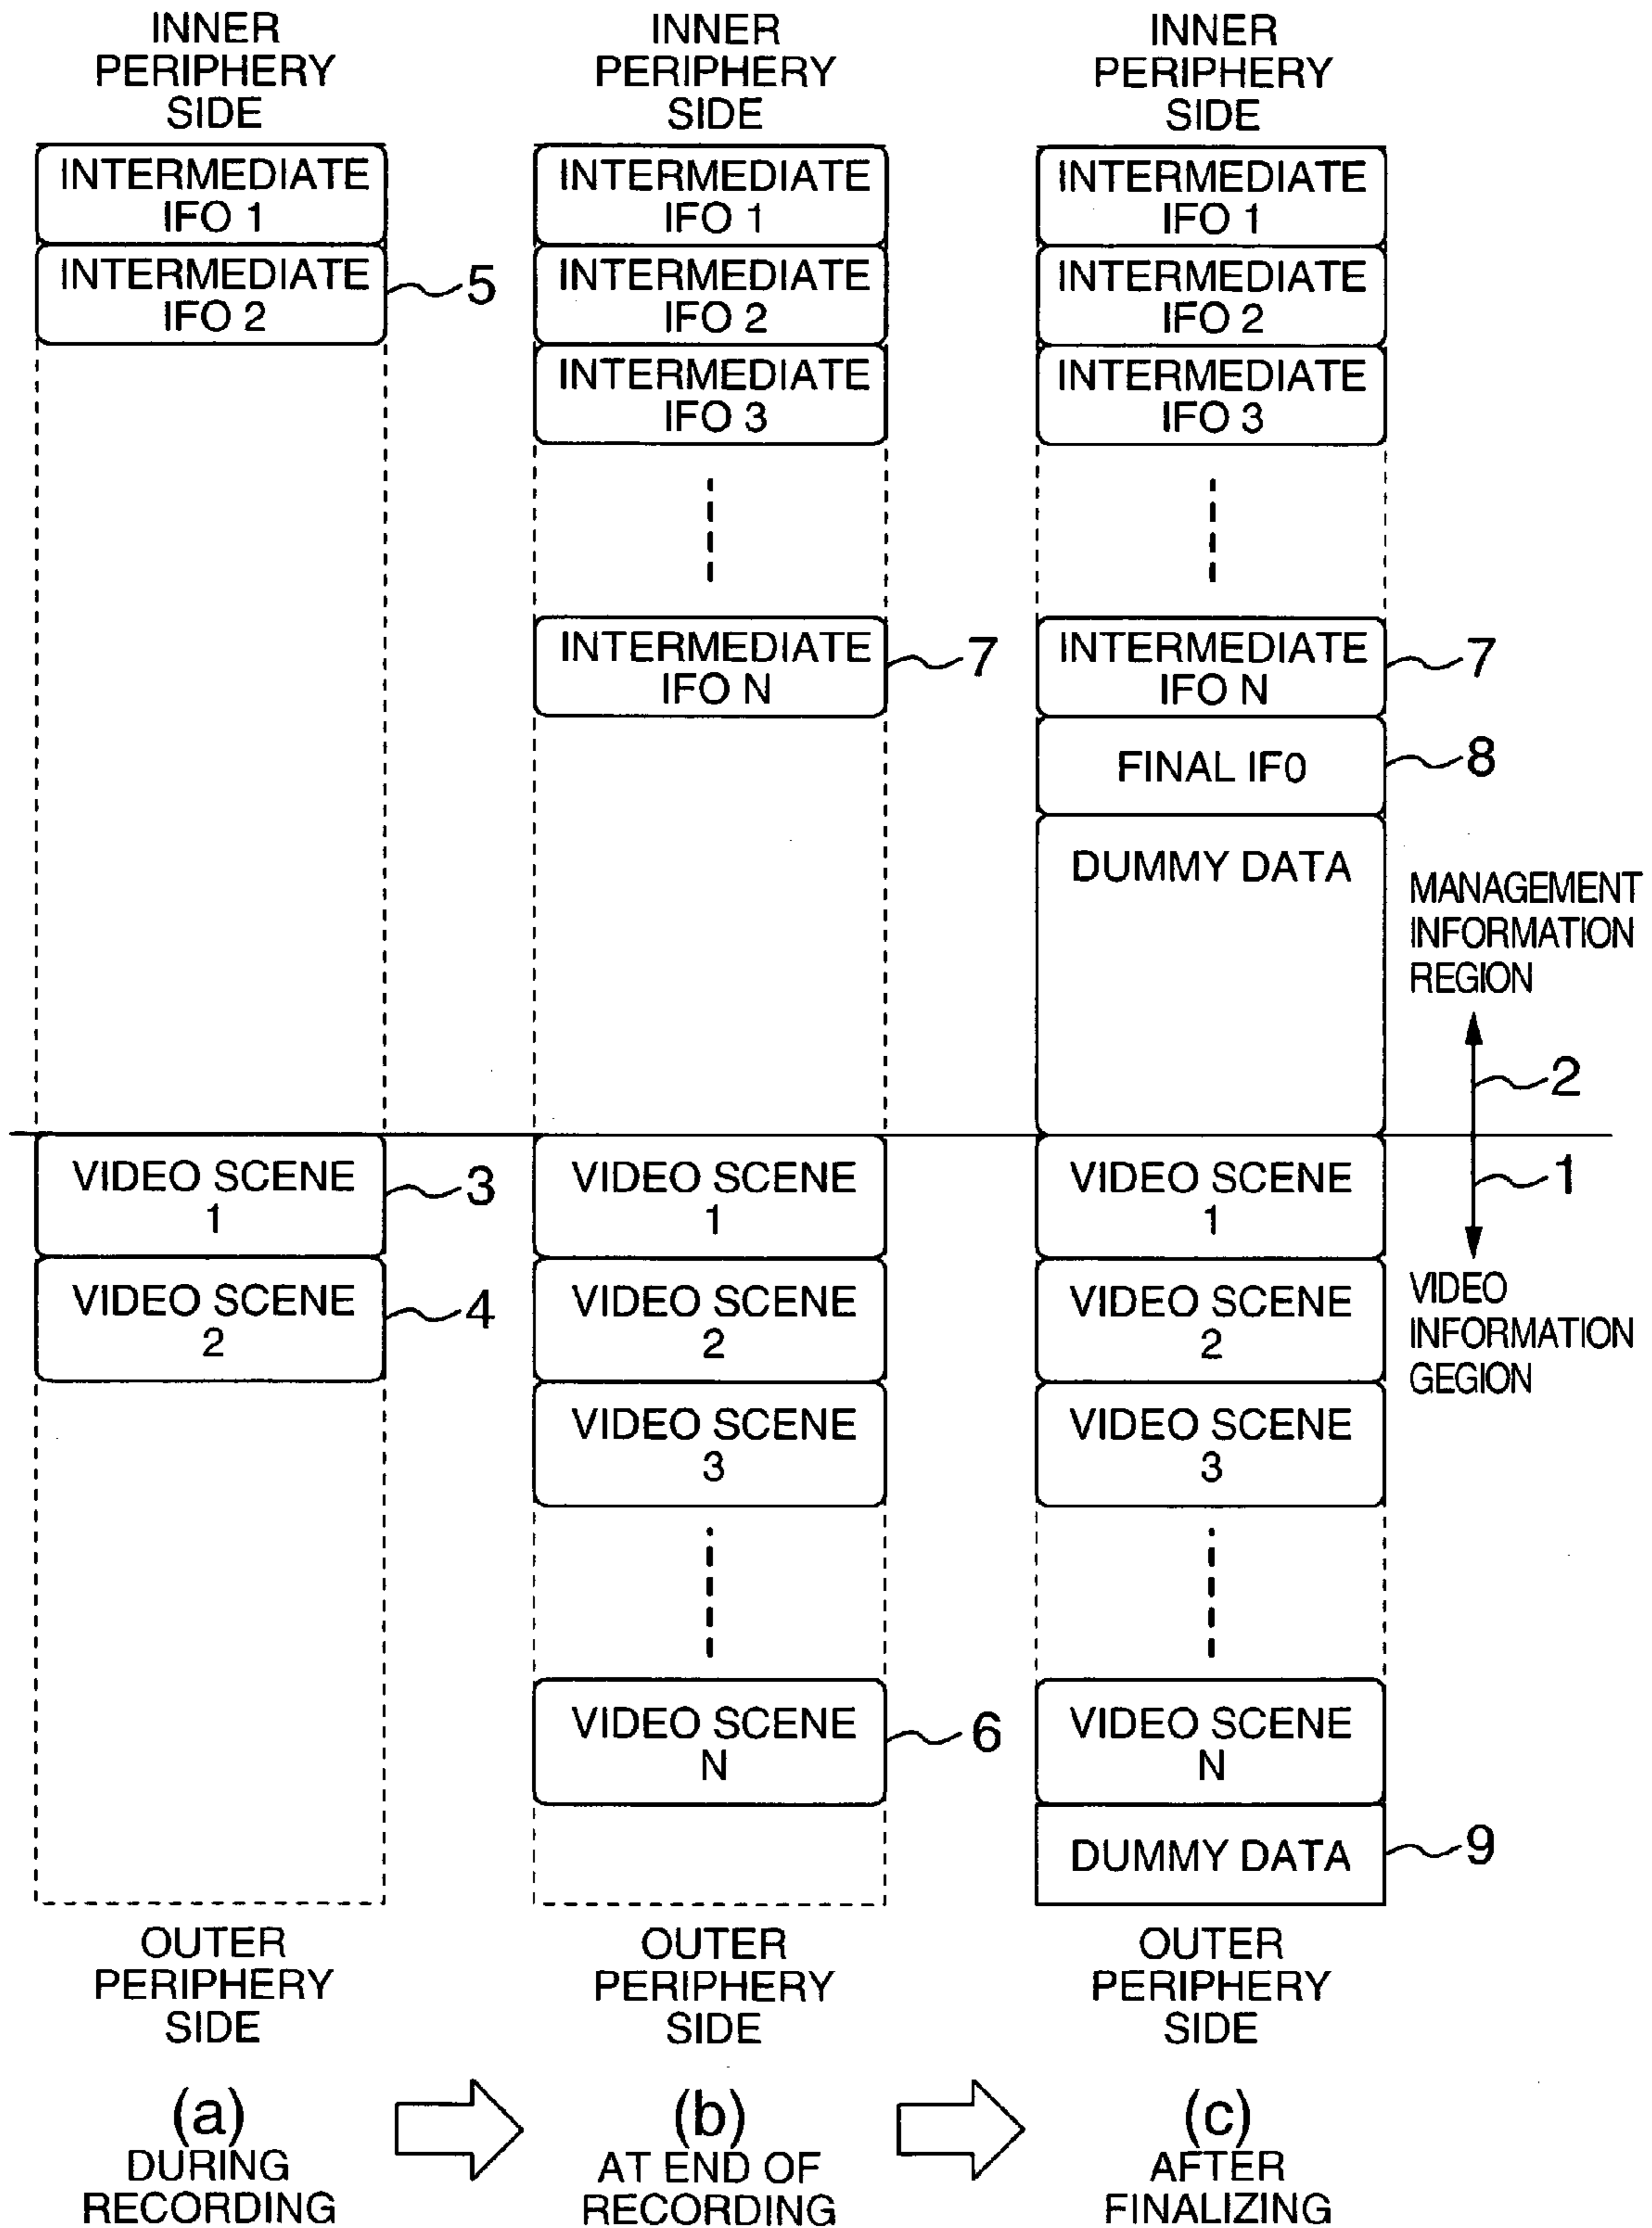 INNER
PERIPHERY
SIDE
INTERMEDIATE
IFO 1
INTERMEDIATE
IFO 2
5
VIDEO SCENE
1
3
VIDEO SCENE
2
4
OUTER
PERIPHERY
SIDE
(a)
DURING
RECORDING
INNER
PERIPHERY
SIDE
INTERMEDIATE
IFO 1
INTERMEDIATE
IFO 2
INTERMEDIATE
IFO 3
INTERMEDIATE
IFO N
7
VIDEO SCENE
1
VIDEO SCENE
2
VIDEO SCENE
3
VIDEO SCENE
N
6
OUTER
PERIPHERY
SIDE
(b)
AT END OF
RECORDING
INNER
PERIPHERY
SIDE
INTERMEDIATE
IFO 1
INTERMEDIATE
IFO 2
INTERMEDIATE
IFO 3
INTERMEDIATE
IFO N
7
FINAL IF0
8
DUMMY DATA
MANAGEMENT
INFORMATION
REGION
2
1
VIDEO
INFORMATION
GEGION
VIDEO SCENE
1
VIDEO SCENE
2
VIDEO SCENE
3
VIDEO SCENE
N
DUMMY DATA
9
OUTER
PERIPHERY
SIDE
(c)
AFTER
FINALIZING